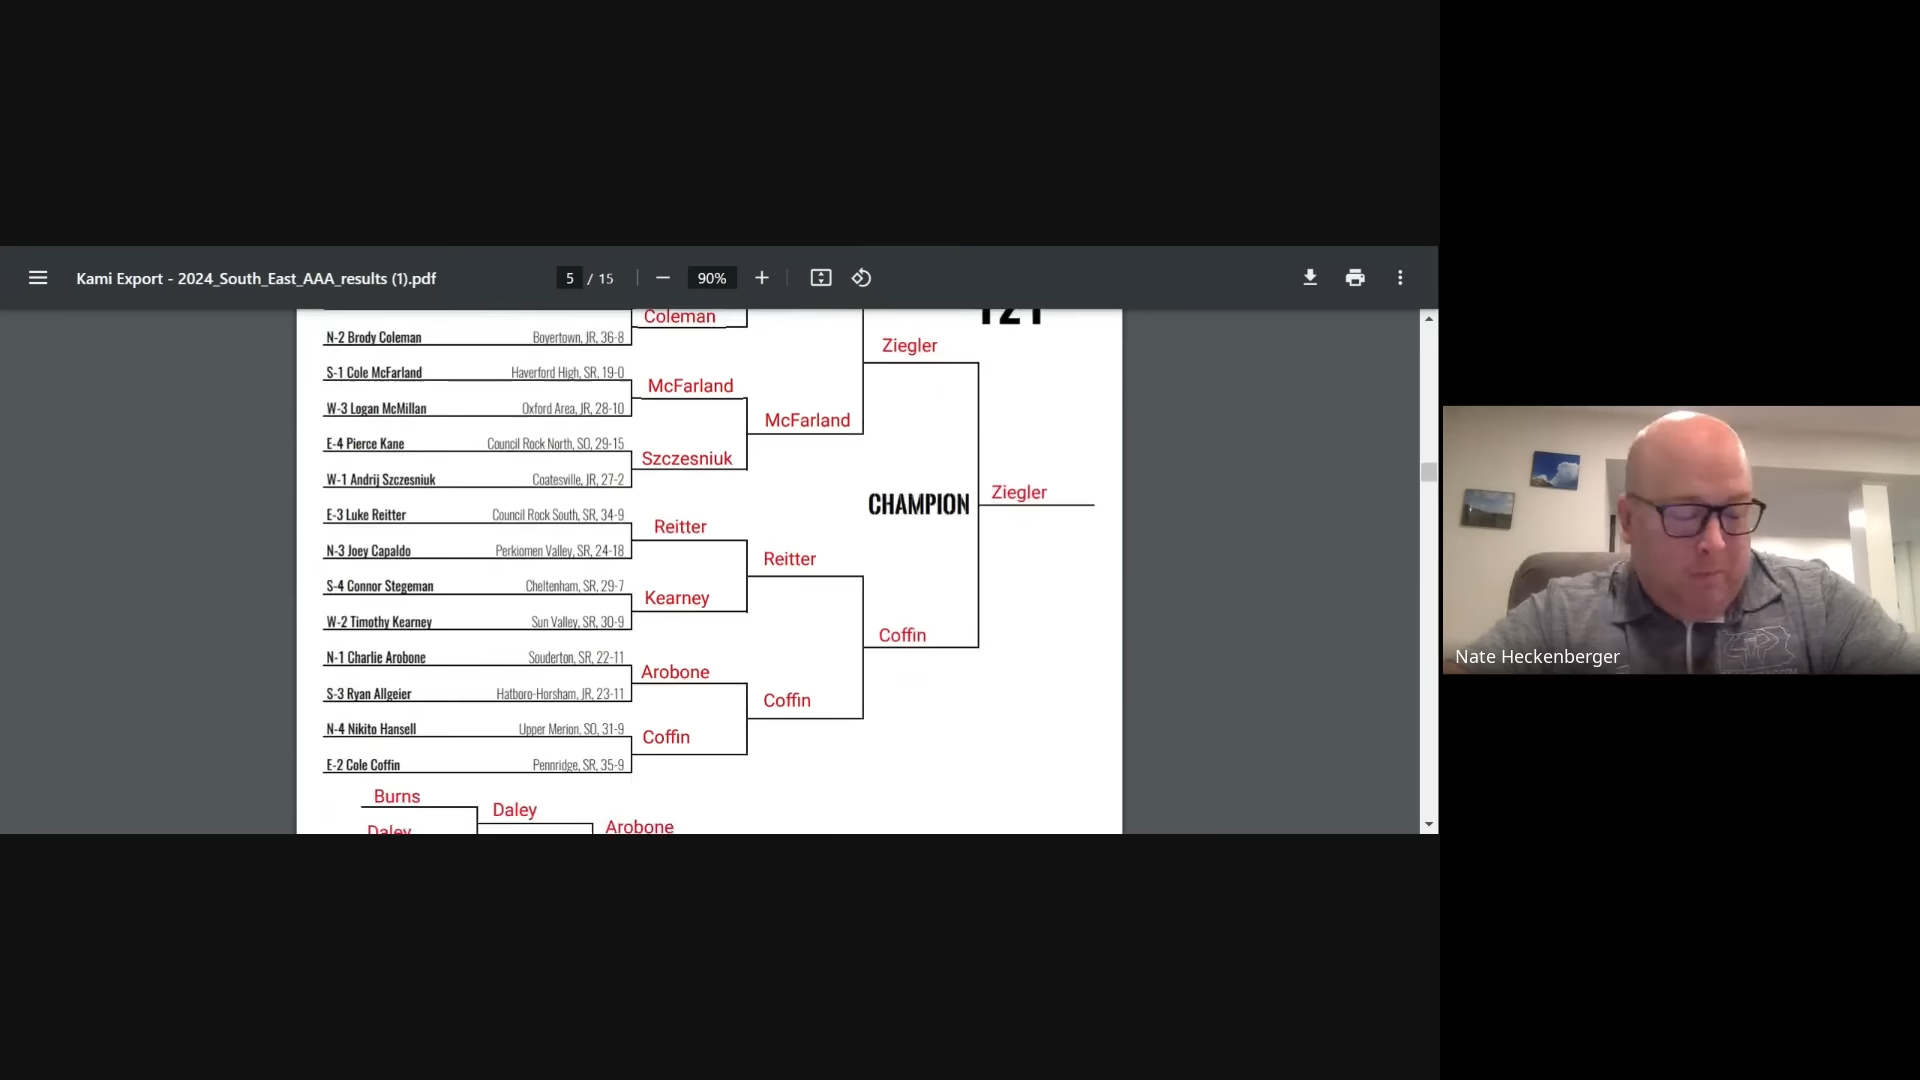 Kami Export - 2024_South_East_AAA_results (1).pdf
5 / 15
90%
Coleman
121
N-2 Brody Coleman Boyertown, JR, 36-8
Ziegler
S-1 Cole McFarland Haverford High, SR, 19-0
McFarland
W-3 Logan McMillan Oxford Area, JR, 28-10
McFarland
E-4 Pierce Kane Council Rock North, SO, 29-15
Szczesniuk
W-1 Andrij Szczesniuk Coatesville, JR, 27-2
CHAMPION Ziegler
E-3 Luke Reitter Council Rock South, SR, 34-9
Reitter
N-3 Joey Capaldo Perkiomen Valley, SR, 24-18
Reitter
S-4 Connor Stegeman Cheltenham, SR, 29-7
Kearney
W-2 Timothy Kearney Sun Valley, SR, 30-9
Coffin
N-1 Charlie Arobone Souderton, SR, 22-11
Arobone
S-3 Ryan Allgeier Hatboro-Horsham, JR, 23-11
Coffin
N-4 Nikito Hansell Upper Merion, SO, 31-9
Coffin
E-2 Cole Coffin Pennridge, SR, 35-9
Burns
Daley
Arobone
Daley
Nate Heckenberger